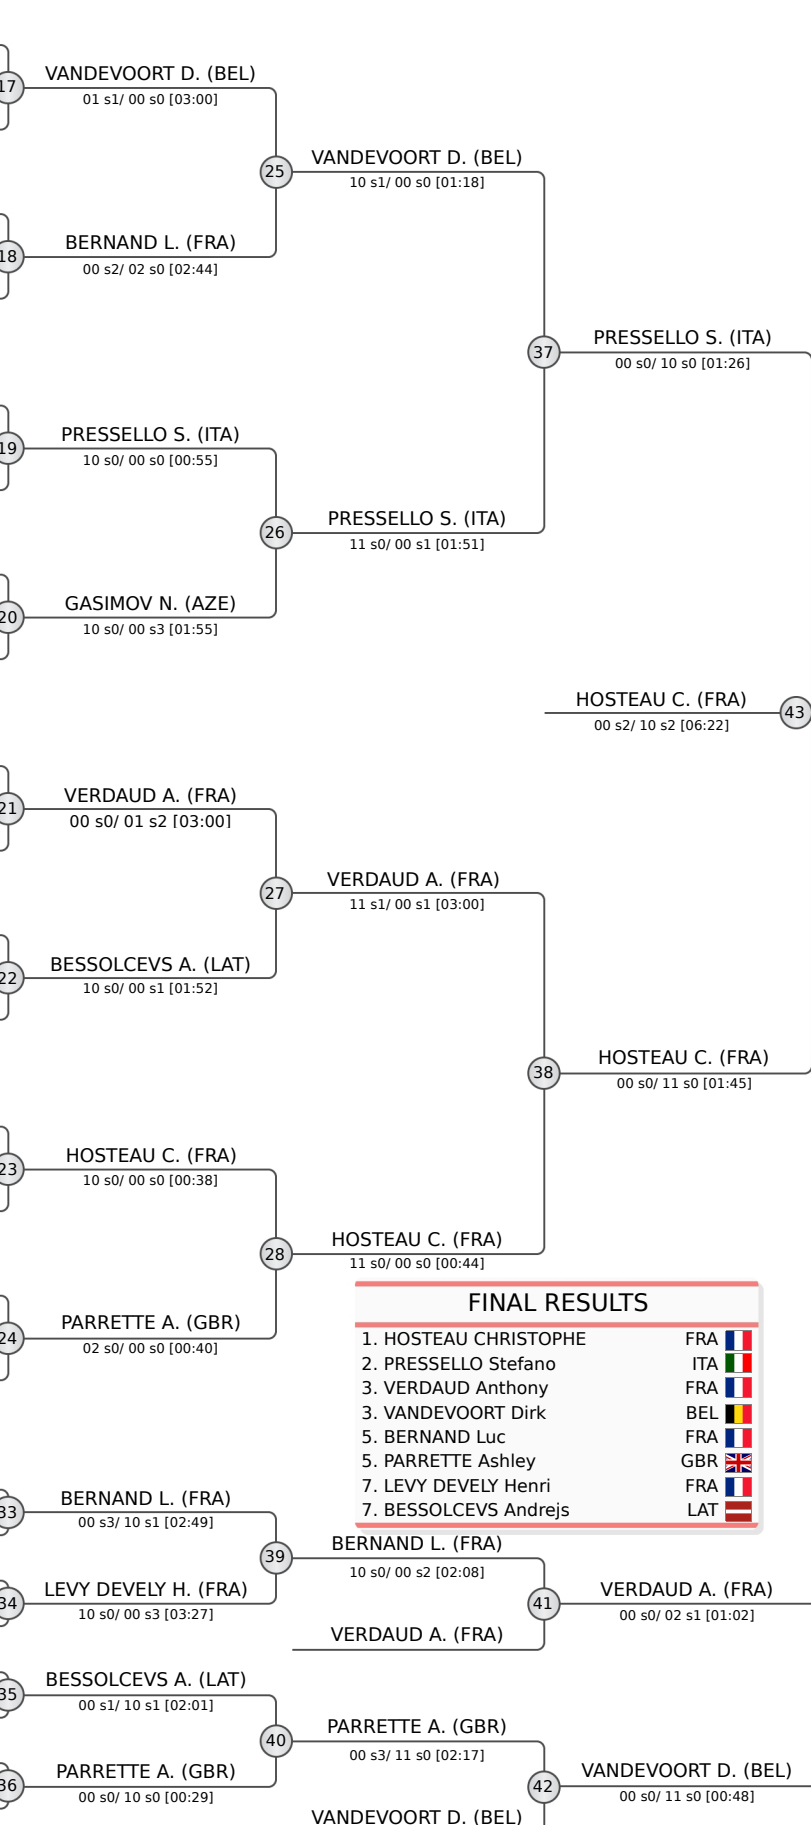 17
VANDEVOORT D. (BEL)
01 s1/ 00 s0 [03:00]
25
VANDEVOORT D. (BEL)
10 s1/ 00 s0 [01:18]
18
BERNAND L. (FRA)
00 s2/ 02 s0 [02:44]
37
PRESSELLO S. (ITA)
00 s0/ 10 s0 [01:26]
19
PRESSELLO S. (ITA)
10 s0/ 00 s0 [00:55]
26
PRESSELLO S. (ITA)
11 s0/ 00 s1 [01:51]
20
GASIMOV N. (AZE)
10 s0/ 00 s3 [01:55]
HOSTEAU C. (FRA)
00 s2/ 10 s2 [06:22]
43
21
VERDAUD A. (FRA)
00 s0/ 01 s2 [03:00]
27
VERDAUD A. (FRA)
11 s1/ 00 s1 [03:00]
22
BESSOLCEVS A. (LAT)
10 s0/ 00 s1 [01:52]
38
HOSTEAU C. (FRA)
00 s0/ 11 s0 [01:45]
23
HOSTEAU C. (FRA)
10 s0/ 00 s0 [00:38]
28
HOSTEAU C. (FRA)
11 s0/ 00 s0 [00:44]
24
PARRETTE A. (GBR)
02 s0/ 00 s0 [00:40]
FINAL RESULTS
1. HOSTEAU CHRISTOPHE FRA
2. PRESSELLO Stefano ITA
3. VERDAUD Anthony FRA
3. VANDEVOORT Dirk BEL
5. BERNAND Luc FRA
5. PARRETTE Ashley GBR
7. LEVY DEVELY Henri FRA
7. BESSOLCEVS Andrejs LAT
33
BERNAND L. (FRA)
00 s3/ 10 s1 [02:49]
39
BERNAND L. (FRA)
10 s0/ 00 s2 [02:08]
34
LEVY DEVELY H. (FRA)
10 s0/ 00 s3 [03:27]
41
VERDAUD A. (FRA)
00 s0/ 02 s1 [01:02]
VERDAUD A. (FRA)
35
BESSOLCEVS A. (LAT)
00 s1/ 10 s1 [02:01]
40
PARRETTE A. (GBR)
00 s3/ 11 s0 [02:17]
36
PARRETTE A. (GBR)
00 s0/ 10 s0 [00:29]
42
VANDEVOORT D. (BEL)
00 s0/ 11 s0 [00:48]
VANDEVOORT D. (BEL)